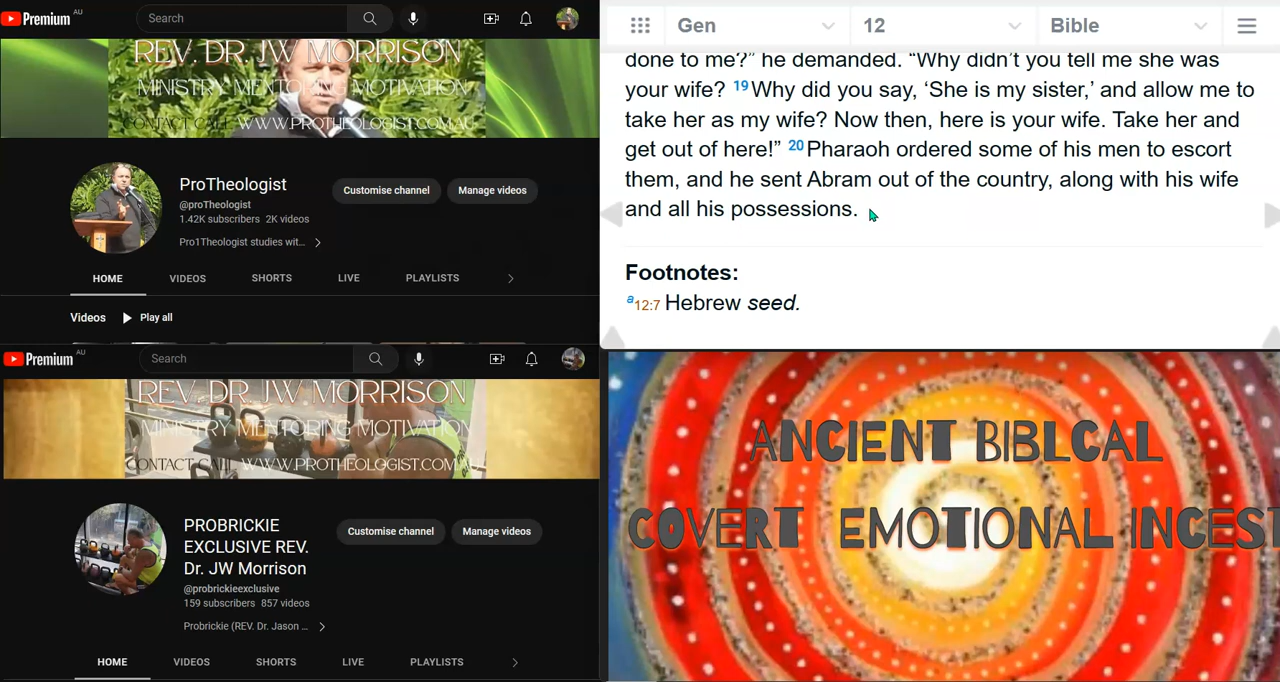 Premium AU
Search
REV. DR. JW MORRISON
MINISTRY MENTORING MOTIVATION
CONTACT CALL WWW.PROTHEOLOGIST.COM.AU
ProTheologist
@proTheologist
1.42K subscribers 2K videos
Pro1Theologist studies wit...
Customise channel
Manage videos
HOME VIDEOS SHORTS LIVE PLAYLISTS
Videos Play all
Premium AU
Search
REV. DR. JW MORRISON
MINISTRY MENTORING MOTIVATION
CONTACT CALL WWW.PROTHEOLOGIST.COM.A
PROBRICKIE
EXCLUSIVE REV.
Dr. JW Morrison
@probrickieexclusive
159 subscribers 857 videos
Probrickie (REV. Dr. Jason ...
Customise channel
Manage videos
HOME VIDEOS SHORTS LIVE PLAYLISTS
Gen 12 Bible
done to me?” he demanded. “Why didn’t you tell me she was
your wife? 19 Why did you say, ‘She is my sister,’ and allow me to
take her as my wife? Now then, here is your wife. Take her and
get out of here!” 20 Pharaoh ordered some of his men to escort
them, and he sent Abram out of the country, along with his wife
and all his possessions.
Footnotes:
a 12:7 Hebrew seed.
ANCIENT BIBLCAL
COVERT EMOTIONAL INCEST